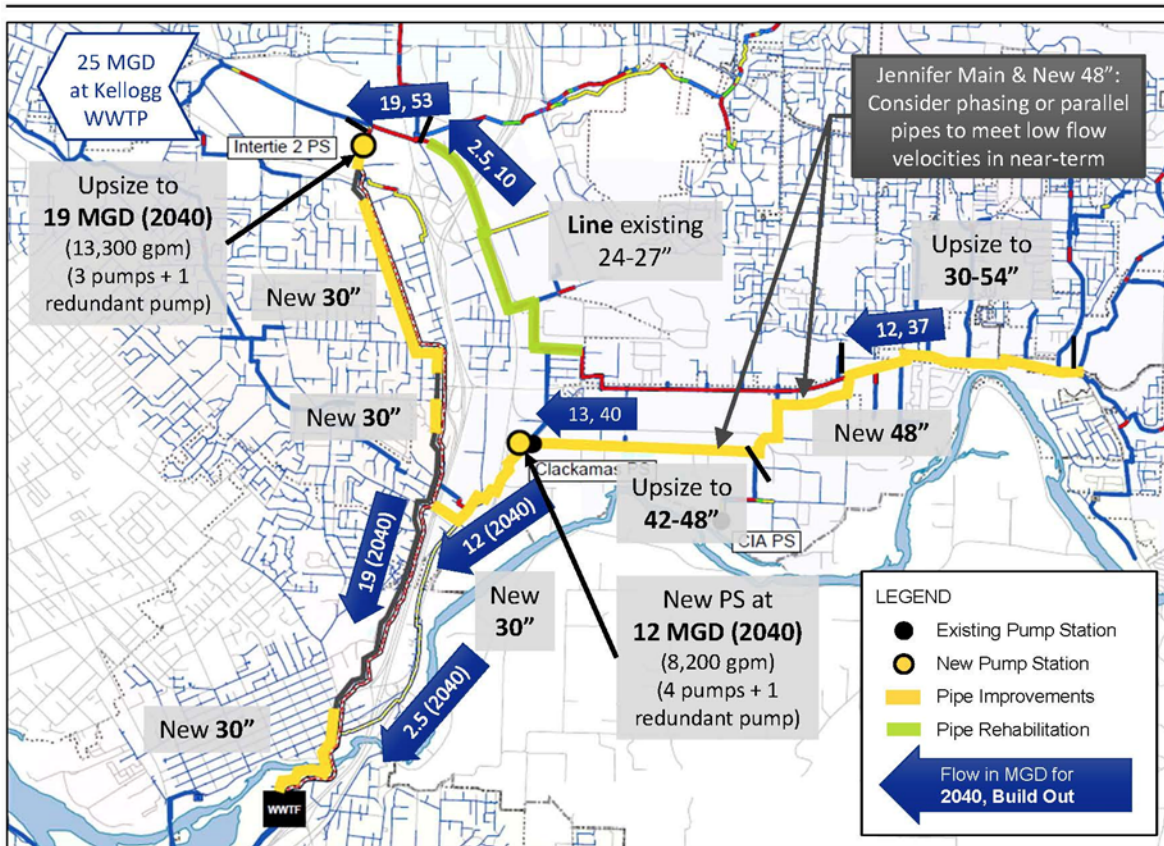 25 MGD
at Kellogg
WWTP
19, 53
Intertie 2 PS
2.5, 10
Jennifer Main & New 48”:
Consider phasing or parallel
pipes to meet low flow
velocities in near-term
Upsize to
19 MGD (2040)
(13,300 gpm)
(3 pumps + 1
redundant pump)
Line existing
24-27”
Upsize to
30-54”
New 30”
12, 37
New 30”
13, 40
New 48”
Clackamas PS
Upsize to
42-48”
CIA PS
19 (2040)
12 (2040)
New
30”
New PS at
12 MGD (2040)
(8,200 gpm)
(4 pumps + 1
redundant pump)
2.5 (2040)
New 30”
WWTF
LEGEND
Existing Pump Station
New Pump Station
Pipe Improvements
Pipe Rehabilitation
Flow in MGD for
2040, Build Out